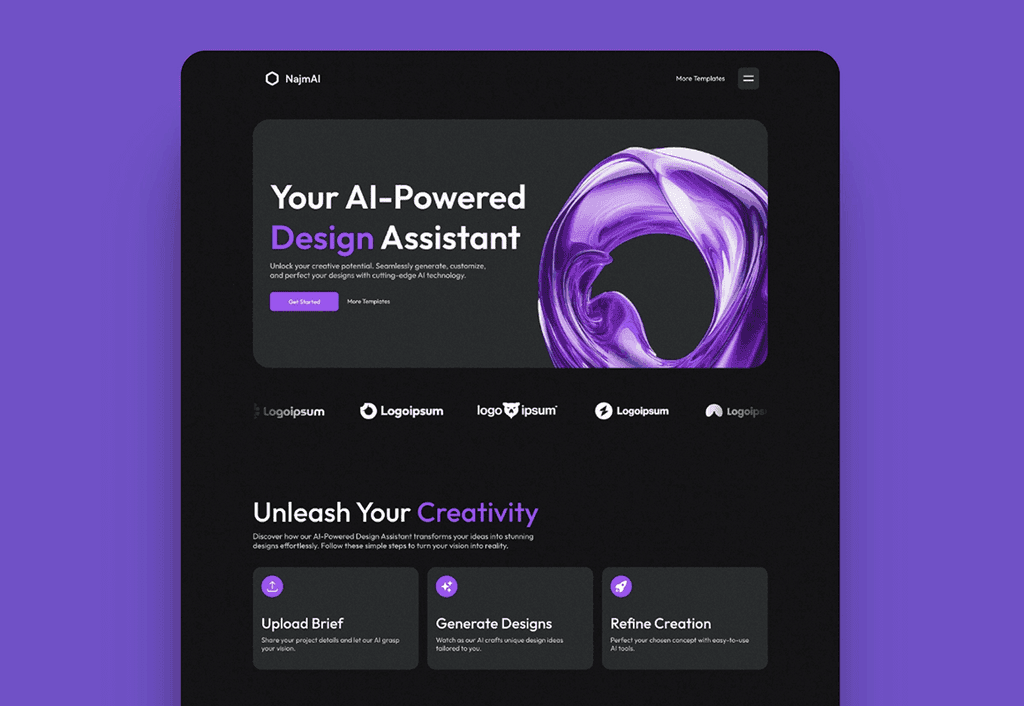 NajmAI
More Templates
Your AI-Powered
Design Assistant
Unlock your creative potential. Seamlessly generate, customize,
and perfect your designs with cutting-edge AI technology.
Get Started
More Templates
Logoipsum
Logoipsum
logo ipsum
Logoipsum
Logoips
Unleash Your Creativity
Discover how our AI-Powered Design Assistant transforms your ideas into stunning
designs effortlessly. Follow these simple steps to turn your vision into reality.
Upload Brief
Share your project details and let our AI grasp
your vision.
Generate Designs
Watch as our AI crafts unique design ideas
tailored to you.
Refine Creation
Perfect your chosen concept with easy-to-use
AI tools.